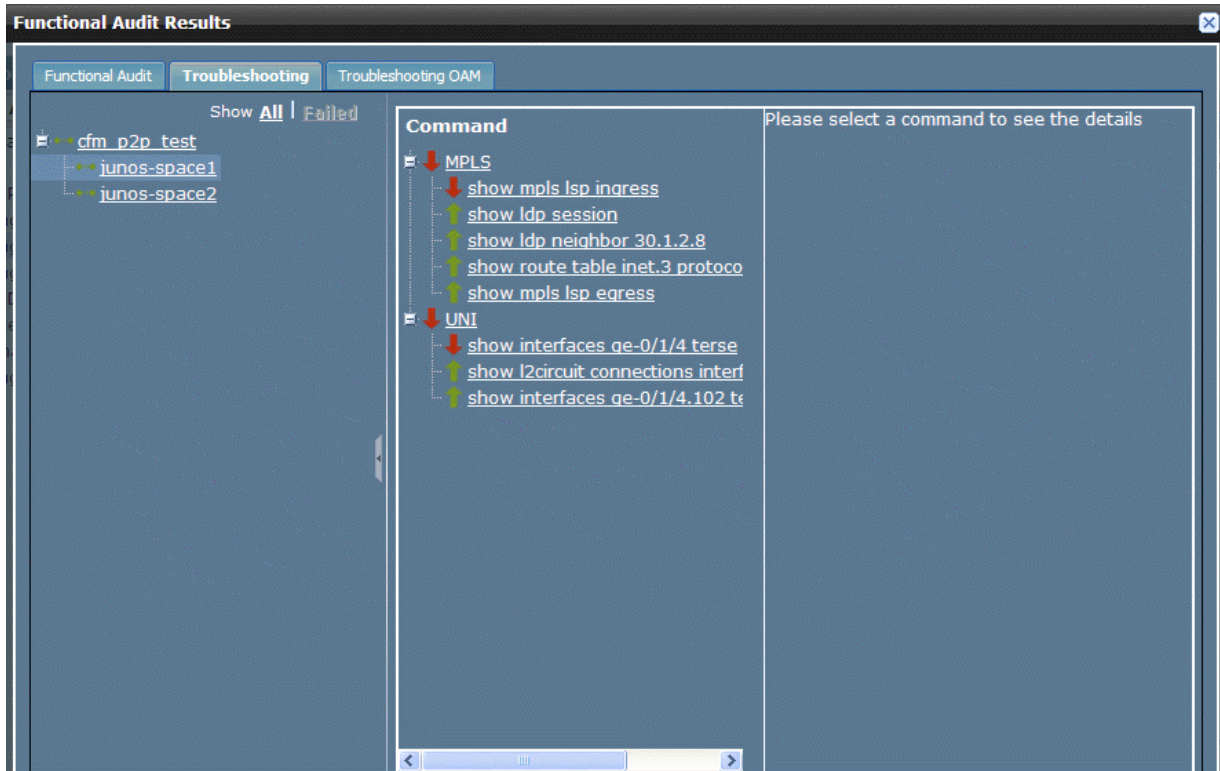 Functional Audit Results
Functional Audit Troubleshooting Troubleshooting OAM
Show All | Failed
cfm_p2p_test
junos-space1
junos-space2
Command
MPLS
show mpls lsp ingress
show ldp session
show ldp neighbor 30.1.2.8
show route table inet.3 protoco
show mpls lsp egress
UNI
show interfaces ge-0/1/4 terse
show l2circuit connections interf
show interfaces ge-0/1/4.102 te
Please select a command to see the details